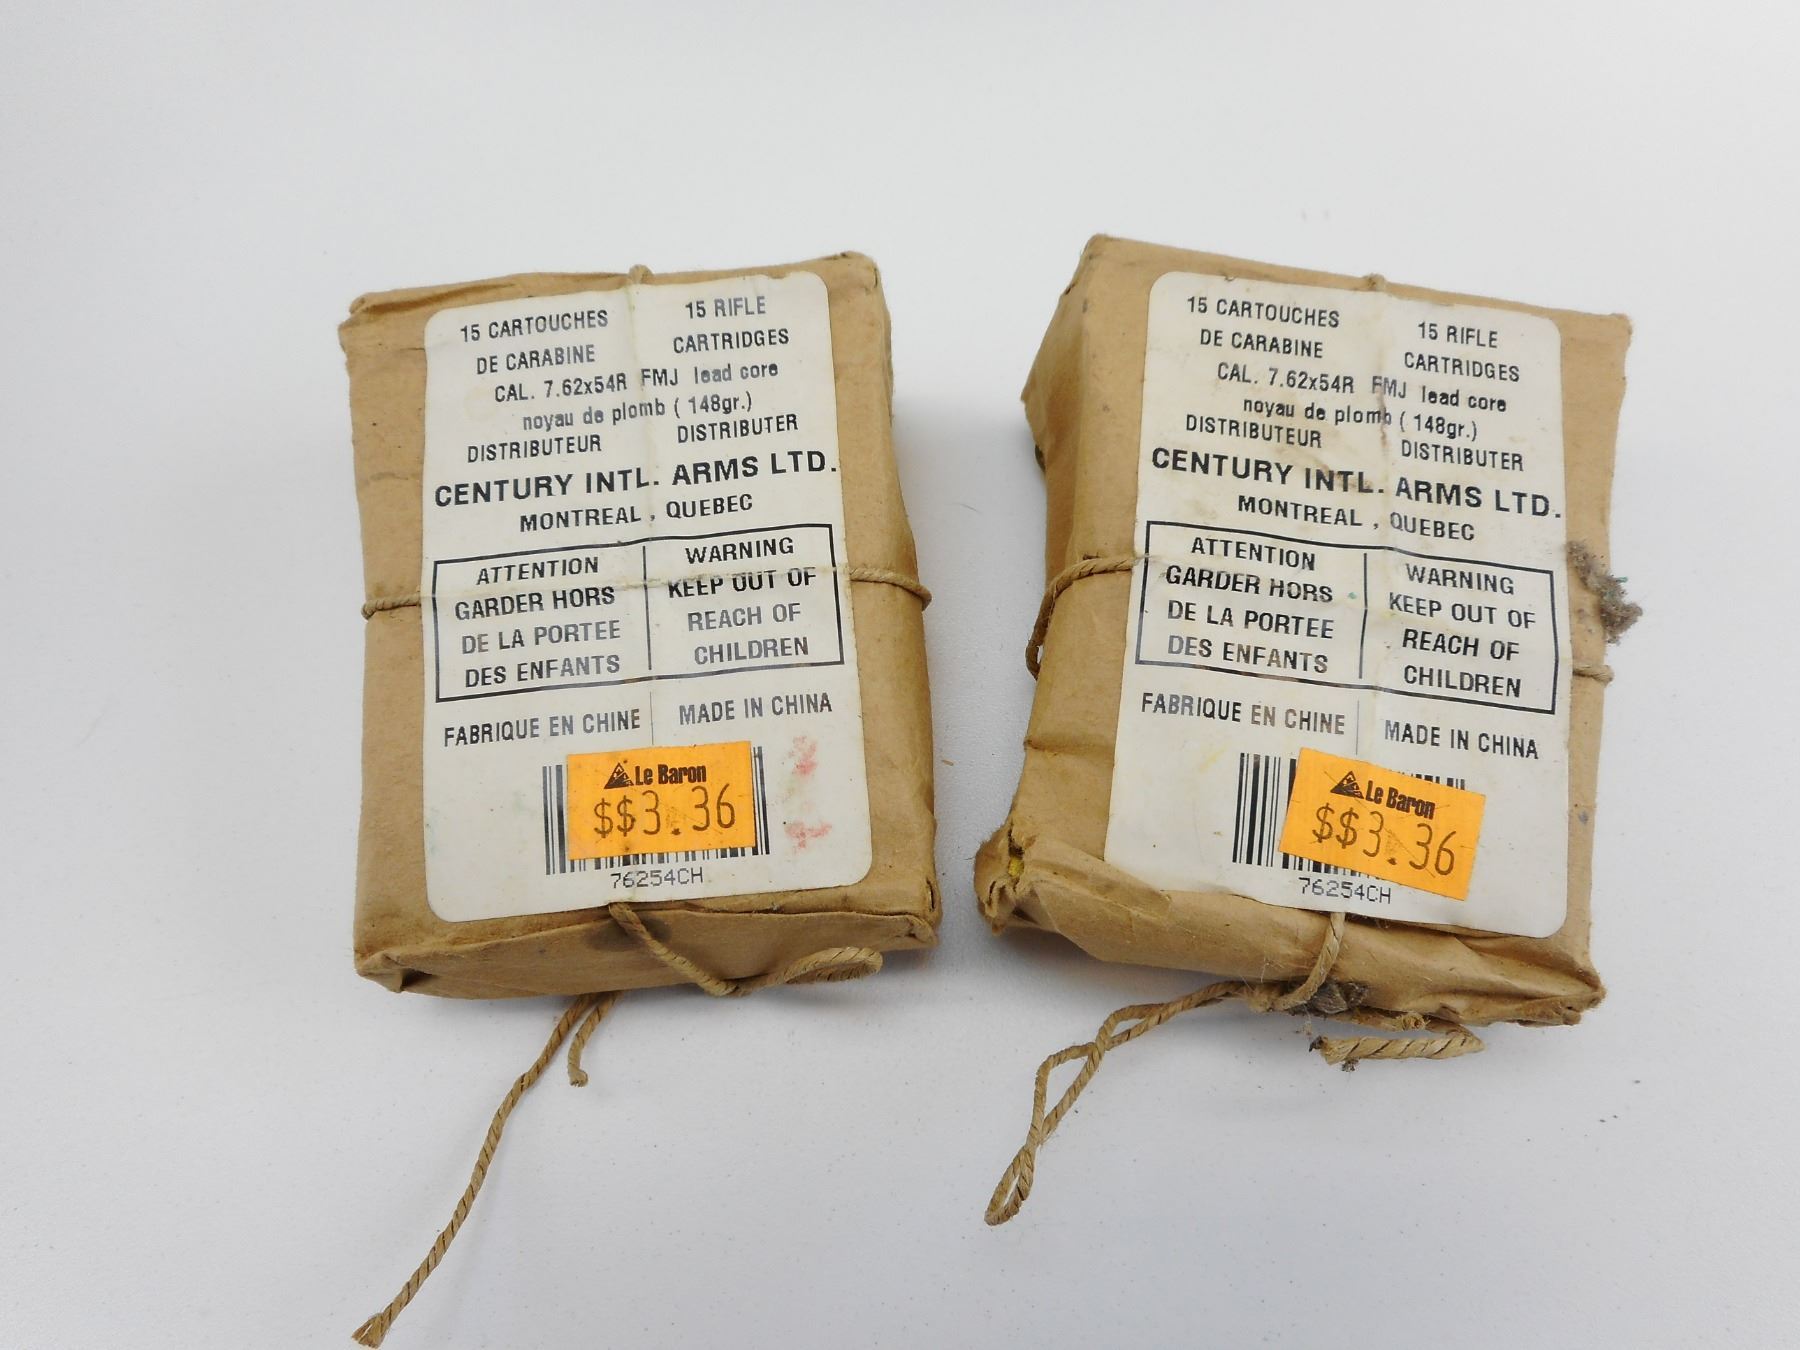 15 CARTOUCHES 15 RIFLE
DE CARABINE CARTRIDGES
CAL. 7.62x54R FMJ lead core
noyau de plomb ( 148gr.)
DISTRIBUTEUR DISTRIBUTER
CENTURY INTL. ARMS LTD.
MONTREAL , QUEBEC
ATTENTION
GARDER HORS
DE LA PORTEE
DES ENFANTS
WARNING
KEEP OUT OF
REACH OF
CHILDREN
FABRIQUE EN CHINE MADE IN CHINA
Le Baron
$$3.36
76254CH
15 CARTOUCHES 15 RIFLE
DE CARABINE CARTRIDGES
CAL. 7.62x54R FMJ lead core
noyau de plomb ( 148gr.)
DISTRIBUTEUR DISTRIBUTER
CENTURY INTL. ARMS LTD.
MONTREAL , QUEBEC
ATTENTION
GARDER HORS
DE LA PORTEE
DES ENFANTS
WARNING
KEEP OUT OF
REACH OF
CHILDREN
FABRIQUE EN CHINE MADE IN CHINA
Le Baron
$$3.36
76254CH